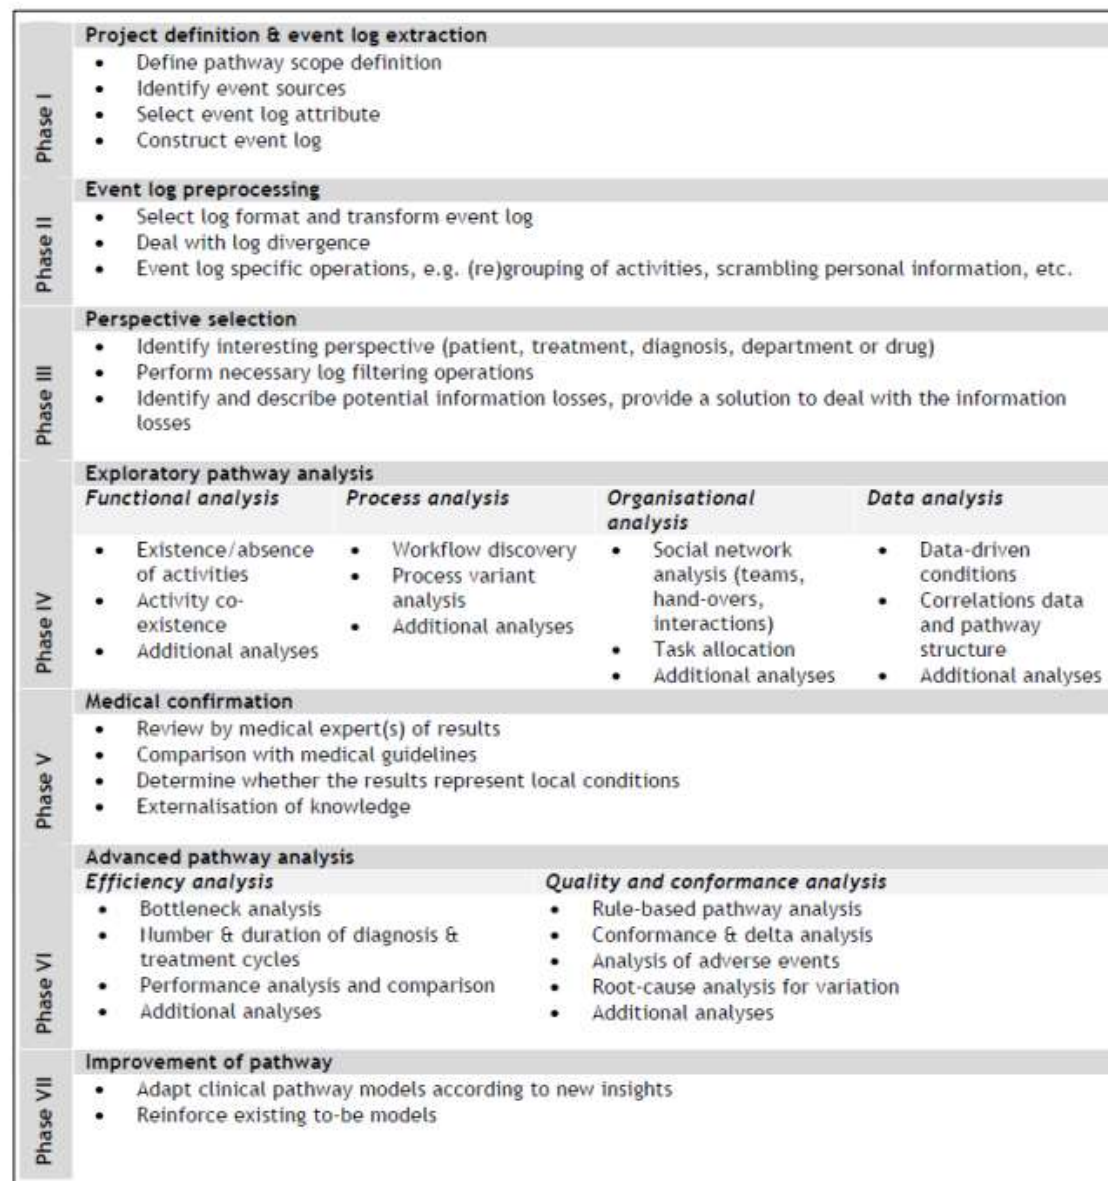 Phase I
Project definition & event log extraction
• Define pathway scope definition
• Identify event sources
• Select event log attribute
• Construct event log
Phase II
Event log preprocessing
• Select log format and transform event log
• Deal with log divergence
• Event log specific operations, e.g. (re)grouping of activities, scrambling personal information, etc.
Phase III
Perspective selection
• Identify interesting perspective (patient, treatment, diagnosis, department or drug)
• Perform necessary log filtering operations
• Identify and describe potential information losses, provide a solution to deal with the information
losses
Phase IV
Exploratory pathway analysis
Functional analysis
• Existence/absence
of activities
• Activity co-
existence
• Additional analyses
Process analysis
• Workflow discovery
• Process variant
analysis
• Additional analyses
Organisational
analysis
• Social network
analysis (teams,
hand-overs,
interactions)
• Task allocation
• Additional analyses
Data analysis
• Data-driven
conditions
• Correlations data
and pathway
structure
• Additional analyses
Phase V
Medical confirmation
• Review by medical expert(s) of results
• Comparison with medical guidelines
• Determine whether the results represent local conditions
• Externalisation of knowledge
Phase VI
Advanced pathway analysis
Efficiency analysis
• Bottleneck analysis
• Number & duration of diagnosis &
treatment cycles
• Performance analysis and comparison
• Additional analyses
Quality and conformance analysis
• Rule-based pathway analysis
• Conformance & delta analysis
• Analysis of adverse events
• Root-cause analysis for variation
• Additional analyses
Phase VII
Improvement of pathway
• Adapt clinical pathway models according to new insights
• Reinforce existing to-be models